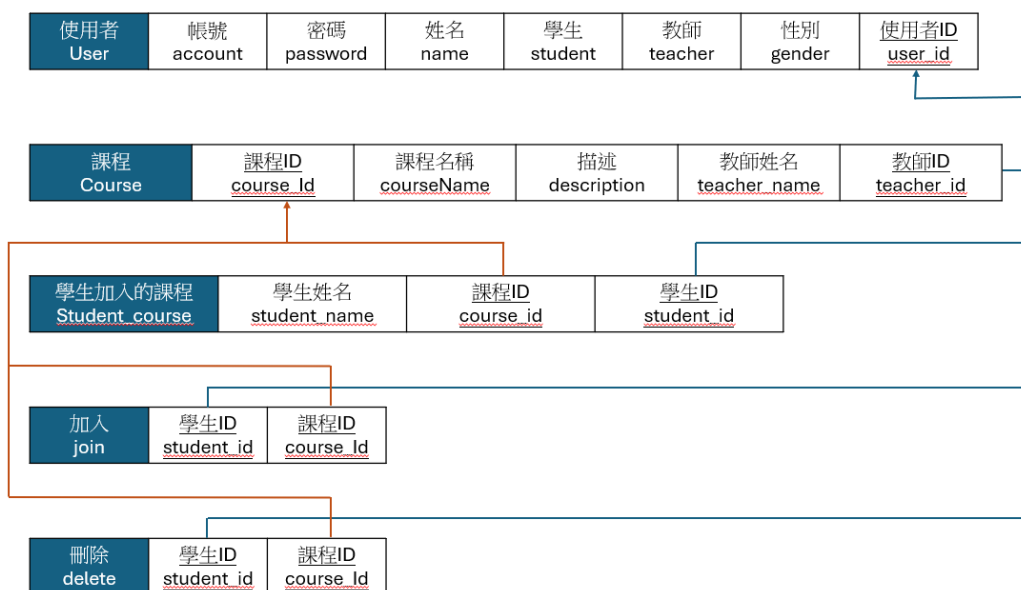 使用者 帳號 密碼 姓名 學生 教師 性別 使用者ID
User account password name student teacher gender user_id
課程 課程ID 課程名稱 描述 教師姓名 教師ID
Course course_Id courseName description teacher_name teacher_id
學生加入的課程 學生姓名 課程ID 學生ID
Student_course student_name course_id student_id
加入 學生ID 課程ID
join student_id course_Id
刪除 學生ID 課程ID
delete student_id course_Id